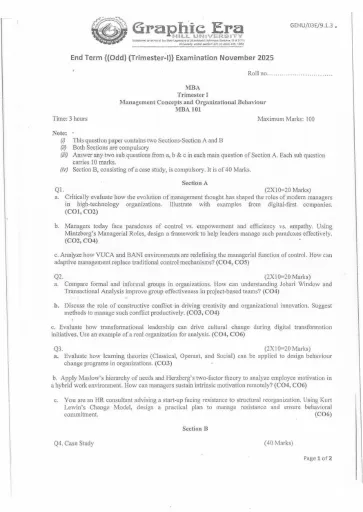 GEHU/03E/9.1.3
Graphic Era
HILL UNIVERSITY
End Term ((Odd) (Trimester-I)) Examination November 2025
Roll no
MBA
Trimester I
Management Concepts and Organizational Behaviour
MBA 101
Time: 3 hours
Maximum Marks: 100
Note:
(i) This question paper contains two Sections-Section A and B
(ii) Both Sections are compulsory
(iii) Answer any two sub questions from a, b & c in each main question of Section A. Each sub question
carries 10 marks.
(iv) Section B, consisting of a case study, is compulsory. It is of 40 Marks.
Section A
Q1. (2X10=20 Marks)
a. Critically evaluate how the evolution of management thought has shaped the roles of modern managers
in high-technology organizations. Illustrate with examples from digital-first companies.
(CO1, CO2)
b. Managers today face paradoxes of control vs. empowerment and efficiency vs. empathy. Using
Mintzberg's Managerial Roles, design a framework to help leaders manage such paradoxes effectively.
(CO2, CO4)
c. Analyze how VUCA and BANI environments are redefining the managerial function of control. How can
adaptive management replace traditional control mechanisms? (CO4, CO5)
Q2. (2X10=20 Marks)
a. Compare formal and informal groups in organizations. How can understanding Johari Window and
Transactional Analysis improve group effectiveness in project-based teams? (CO4)
b. Discuss the role of constructive conflict in driving creativity and organizational innovation. Suggest
methods to manage such conflict productively. (CO3, CO4)
c. Evaluate how transformational leadership can drive cultural change during digital transformation
initiatives. Use an example of a real organization for analysis. (CO4, CO6)
Q3. (2X10=20 Marks)
a. Evaluate how learning theories (Classical, Operant, and Social) can be applied to design behaviour
change programs in organizations. (CO3)
b. Apply Maslow's hierarchy of needs and Herzberg's two-factor theory to analyze employee motivation in
a hybrid work environment. How can managers sustain intrinsic motivation remotely? (CO4, CO6)
c. You are an HR consultant advising a start-up facing resistance to structural reorganization. Using Kurt
Lewin's Change Model, design a practical plan to manage resistance and ensure behavioral
commitment. (CO6)
Section B
Q4. Case Study (40 Marks)
Page 1 of 2